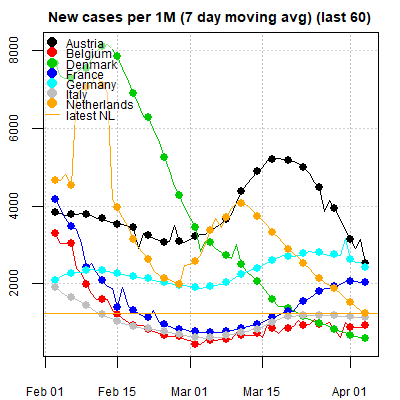 New cases per 1M (7 day moving avg) (last 60)
Austria
Belgium
Denmark
France
Germany
Italy
Netherlands
latest NL
8000
6000
4000
2000
Feb 01 Feb 15 Mar 01 Mar 15 Apr 01